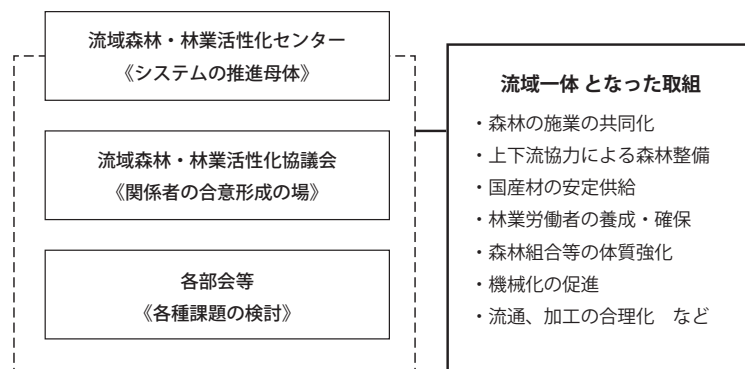 流域森林・林業活性化センター
《システムの推進母体》
流域森林・林業活性化協議会
《関係者の合意形成の場》
各部会等
《各種課題の検討》
流域一体 となった取組
・森林の施業の共同化
・上下流協力による森林整備
・国産材の安定供給
・林業労働者の養成・確保
・森林組合等の体質強化
・機械化の促進
・流通、加工の合理化　など